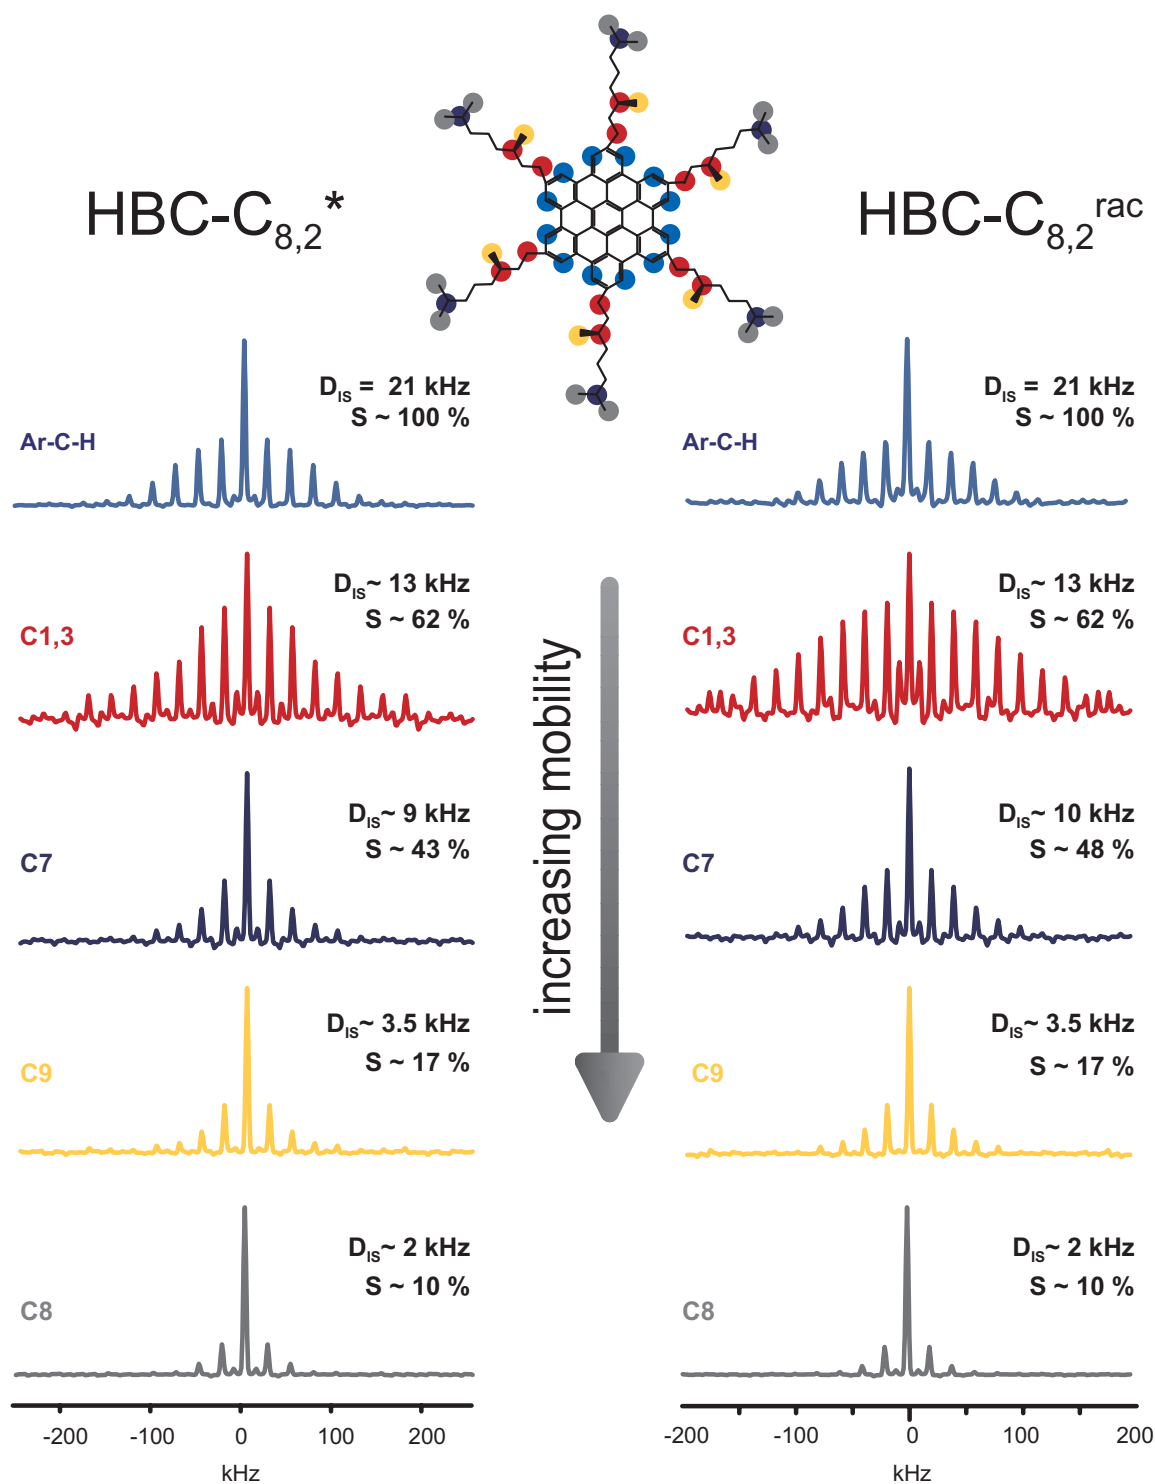 HBC-C8,2*
HBC-C8,2rac
Ar-C-H
DIS = 21 kHz
S ~ 100 %
DIS = 21 kHz
S ~ 100 %
C1,3
DIS~ 13 kHz
S ~ 62 %
C1,3
DIS~ 13 kHz
S ~ 62 %
increasing mobility
C7
DIS~ 9 kHz
S ~ 43 %
C7
DIS~ 10 kHz
S ~ 48 %
C9
DIS~ 3.5 kHz
S ~ 17 %
C9
DIS~ 3.5 kHz
S ~ 17 %
C8
DIS~ 2 kHz
S ~ 10 %
C8
DIS~ 2 kHz
S ~ 10 %
-200 -100 0 100 200
kHz
-200 -100 0 100 200
kHz